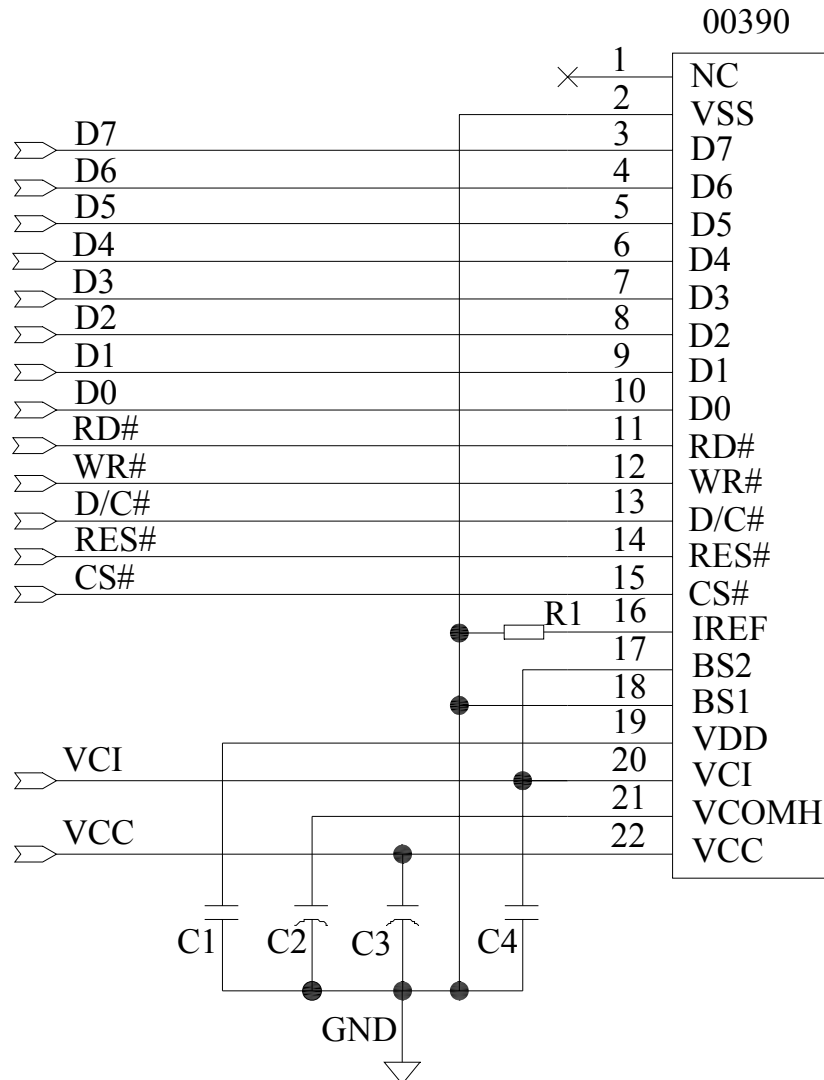 00390
1 NC
2 VSS
D7 3 D7
D6 4 D6
D5 5 D5
D4 6 D4
D3 7 D3
D2 8 D2
D1 9 D1
D0 10 D0
RD# 11 RD#
WR# 12 WR#
D/C# 13 D/C#
RES# 14 RES#
CS# 15 CS#
R1 16 IREF
17 BS2
18 BS1
19 VDD
VCI 20 VCI
21 VCOMH
VCC 22 VCC
C1 C2 C3 C4
GND